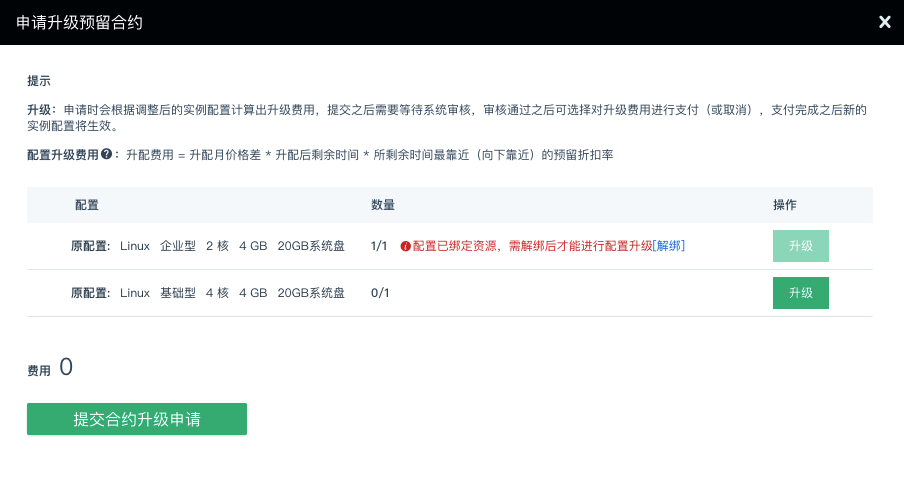 申请升级预留合约
提示
升级：申请时会根据调整后的实例配置计算出升级费用，提交之后需要等待系统审核，审核通过之后可选择对升级费用进行支付（或取消），支付完成之后新的
实例配置将生效。
配置升级费用?：升配费用 = 升配月价格差 * 升配后剩余时间 * 所剩余时间最靠近（向下靠近）的预留折扣率
配置 数量 操作
原配置: Linux 企业型 2 核 4 GB 20GB系统盘 1/1 配置已绑定资源，需解绑后才能进行配置升级[解绑] 升级
原配置: Linux 基础型 4 核 4 GB 20GB系统盘 0/1 升级
费用 0
提交合约升级申请